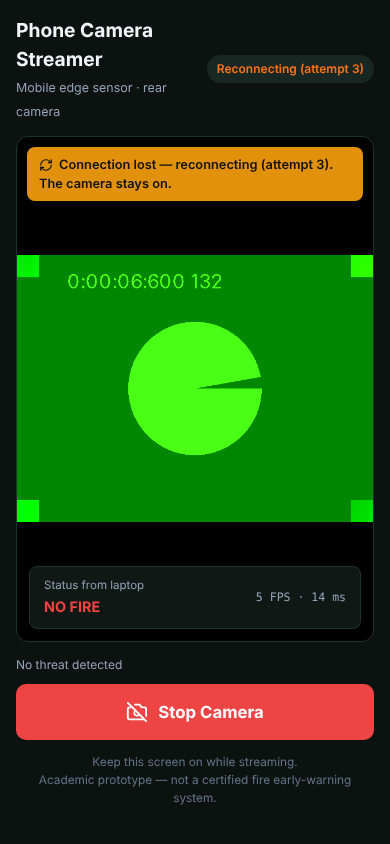 Phone Camera
Streamer
Mobile edge sensor · rear
camera
Reconnecting (attempt 3)
Connection lost — reconnecting (attempt 3).
The camera stays on.
0:00:06:600 132
Status from laptop
NO FIRE
5 FPS · 14 ms
No threat detected
Stop Camera
Keep this screen on while streaming.
Academic prototype — not a certified fire early-warning
system.